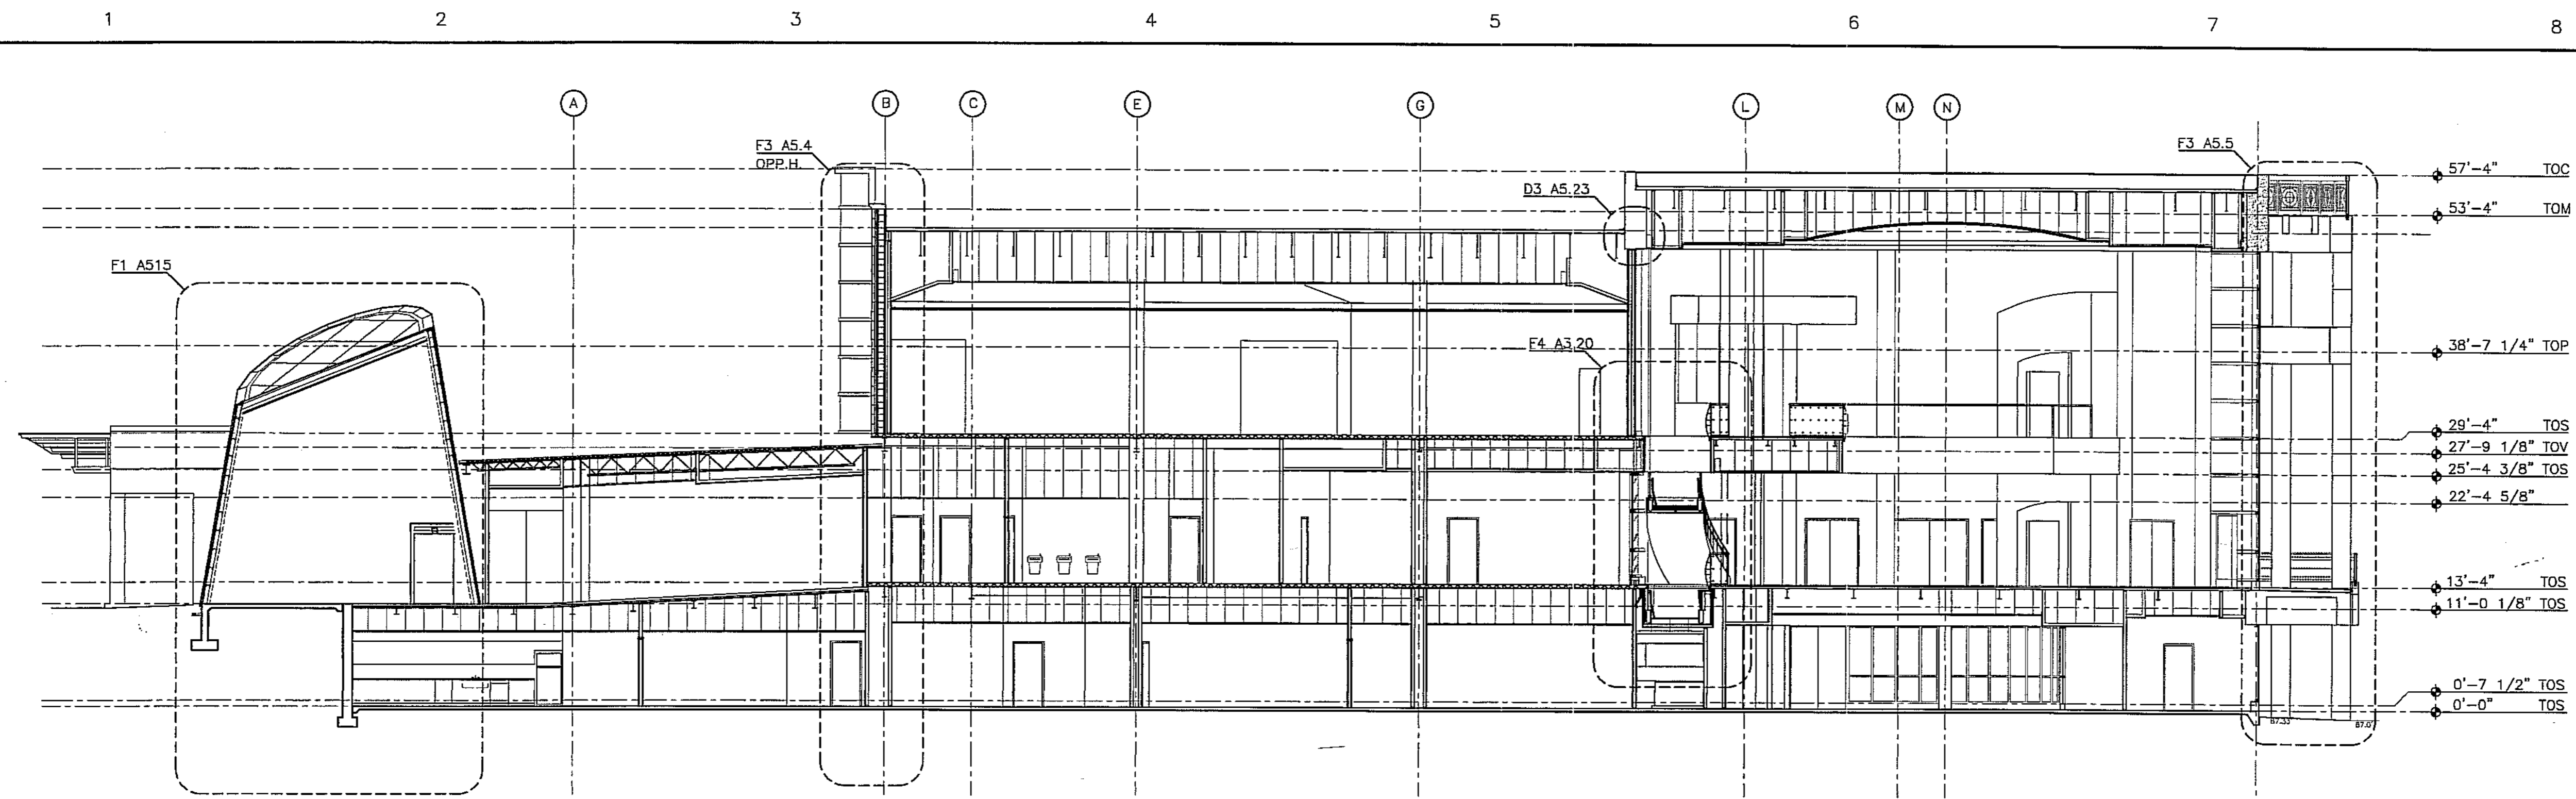 1 2 3 4 5 6 7 8
A B C E G L M N
F3 A5.4
OPP.H.
F3 A5.5
57'-4" TOC
D3 A5.23
53'-4" TOM
F1 A515
F4 A3.20
38'-7 1/4" TOP
29'-4" TOS
27'-9 1/8" TOV
25'-4 3/8" TOS
22'-4 5/8"
13'-4" TOS
11'-0 1/8" TOS
0'-7 1/2" TOS
0'-0" TOS
87.33